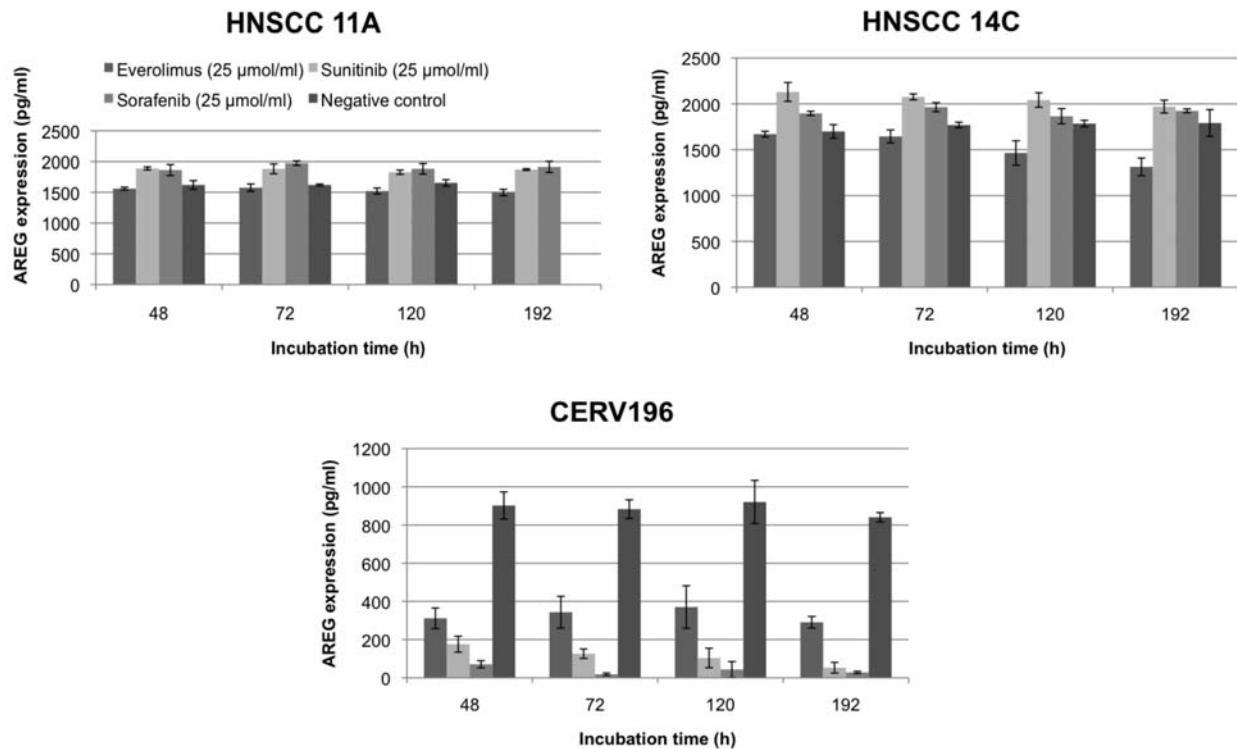 HNSCC 11A
Everolimus (25 µmol/ml) Sunitinib (25 µmol/ml)
Sorafenib (25 µmol/ml) Negative control
AREG expression (pg/ml)
2500
2000
1500
1000
500
0
48 72 120 192
Incubation time (h)
HNSCC 14C
AREG expression (pg/ml)
2500
2000
1500
1000
500
0
48 72 120 192
Incubation time (h)
CERV196
AREG expression (pg/ml)
1200
1000
800
600
400
200
0
48 72 120 192
Incubation time (h)